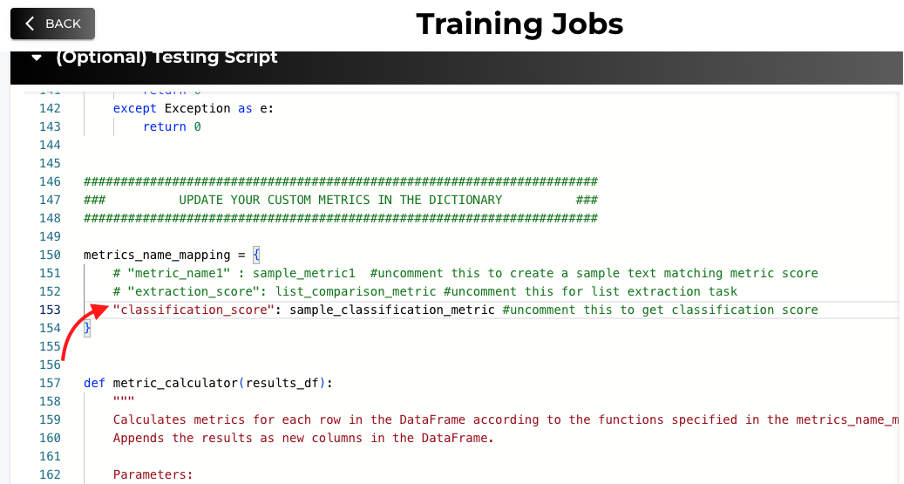 BACK
Training Jobs
(Optional) Testing Script
141 return 0
142 except Exception as e:
143 return 0
144
145
146 ######################################################################
147 ### UPDATE YOUR CUSTOM METRICS IN THE DICTIONARY ###
148 ######################################################################
149
150 metrics_name_mapping = {
151 # "metric_name1" : sample_metric1 #uncomment this to create a sample text matching metric score
152 # "extraction_score": list_comparison_metric #uncomment this for list extraction task
153 "classification_score": sample_classification_metric #uncomment this to get classification score
154 }
155
156
157 def metric_calculator(results_df):
158 """
159 Calculates metrics for each row in the DataFrame according to the functions specified in the metrics_name_m
160 Appends the results as new columns in the DataFrame.
161
162 Parameters: